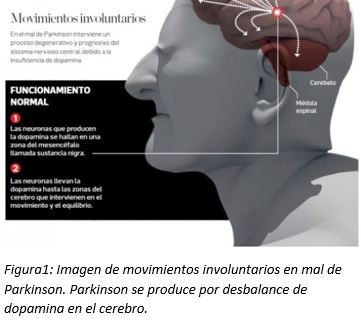 Movimientos involuntarios
En el mal de Parkinson interviene un
proceso degenerativo y progresivo del
sistema nervioso central, debido a la
insuficiencia de dopamina.
Cerebelo
Médula
espinal
FUNCIONAMIENTO
NORMAL
1
Las neuronas que producen
la dopamina se hallan en una
zona del mesencéfalo
llamada sustancia nigra.
2
Las neuronas llevan la
dopamina hasta las zonas del
cerebro que intervienen en el
movimiento y el equilibrio.
Figura1: Imagen de movimientos involuntarios en mal de
Parkinson. Parkinson se produce por desbalance de
dopamina en el cerebro.